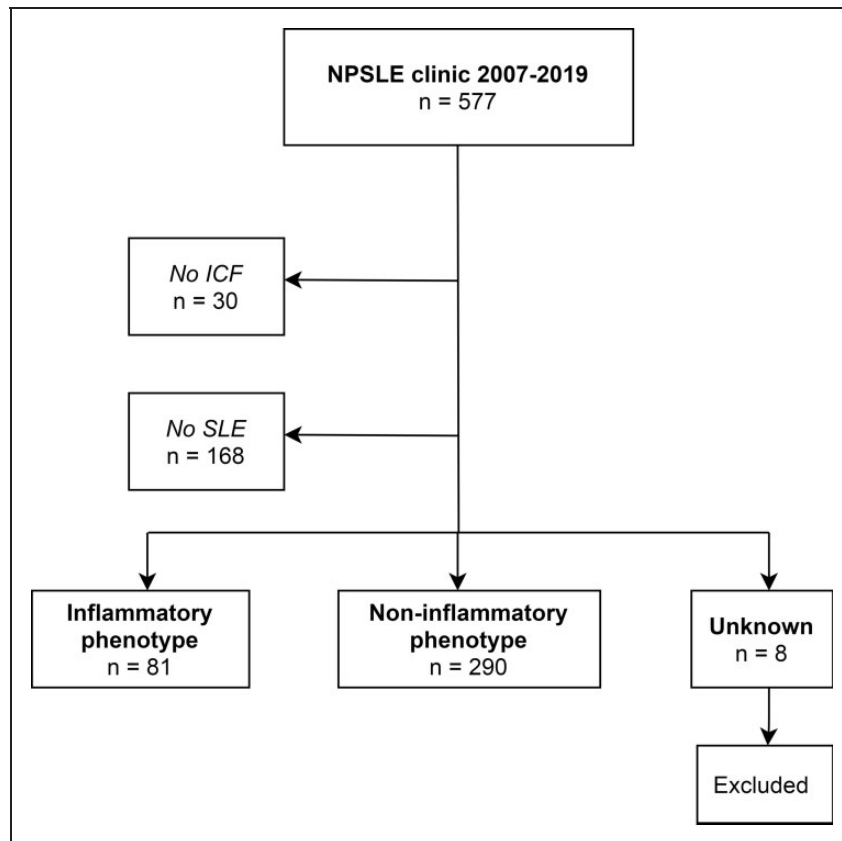 NPSLE clinic 2007-2019
n = 577
No ICF
n = 30
No SLE
n = 168
Inflammatory
phenotype
n = 81
Non-inflammatory
phenotype
n = 290
Unknown
n = 8
Excluded